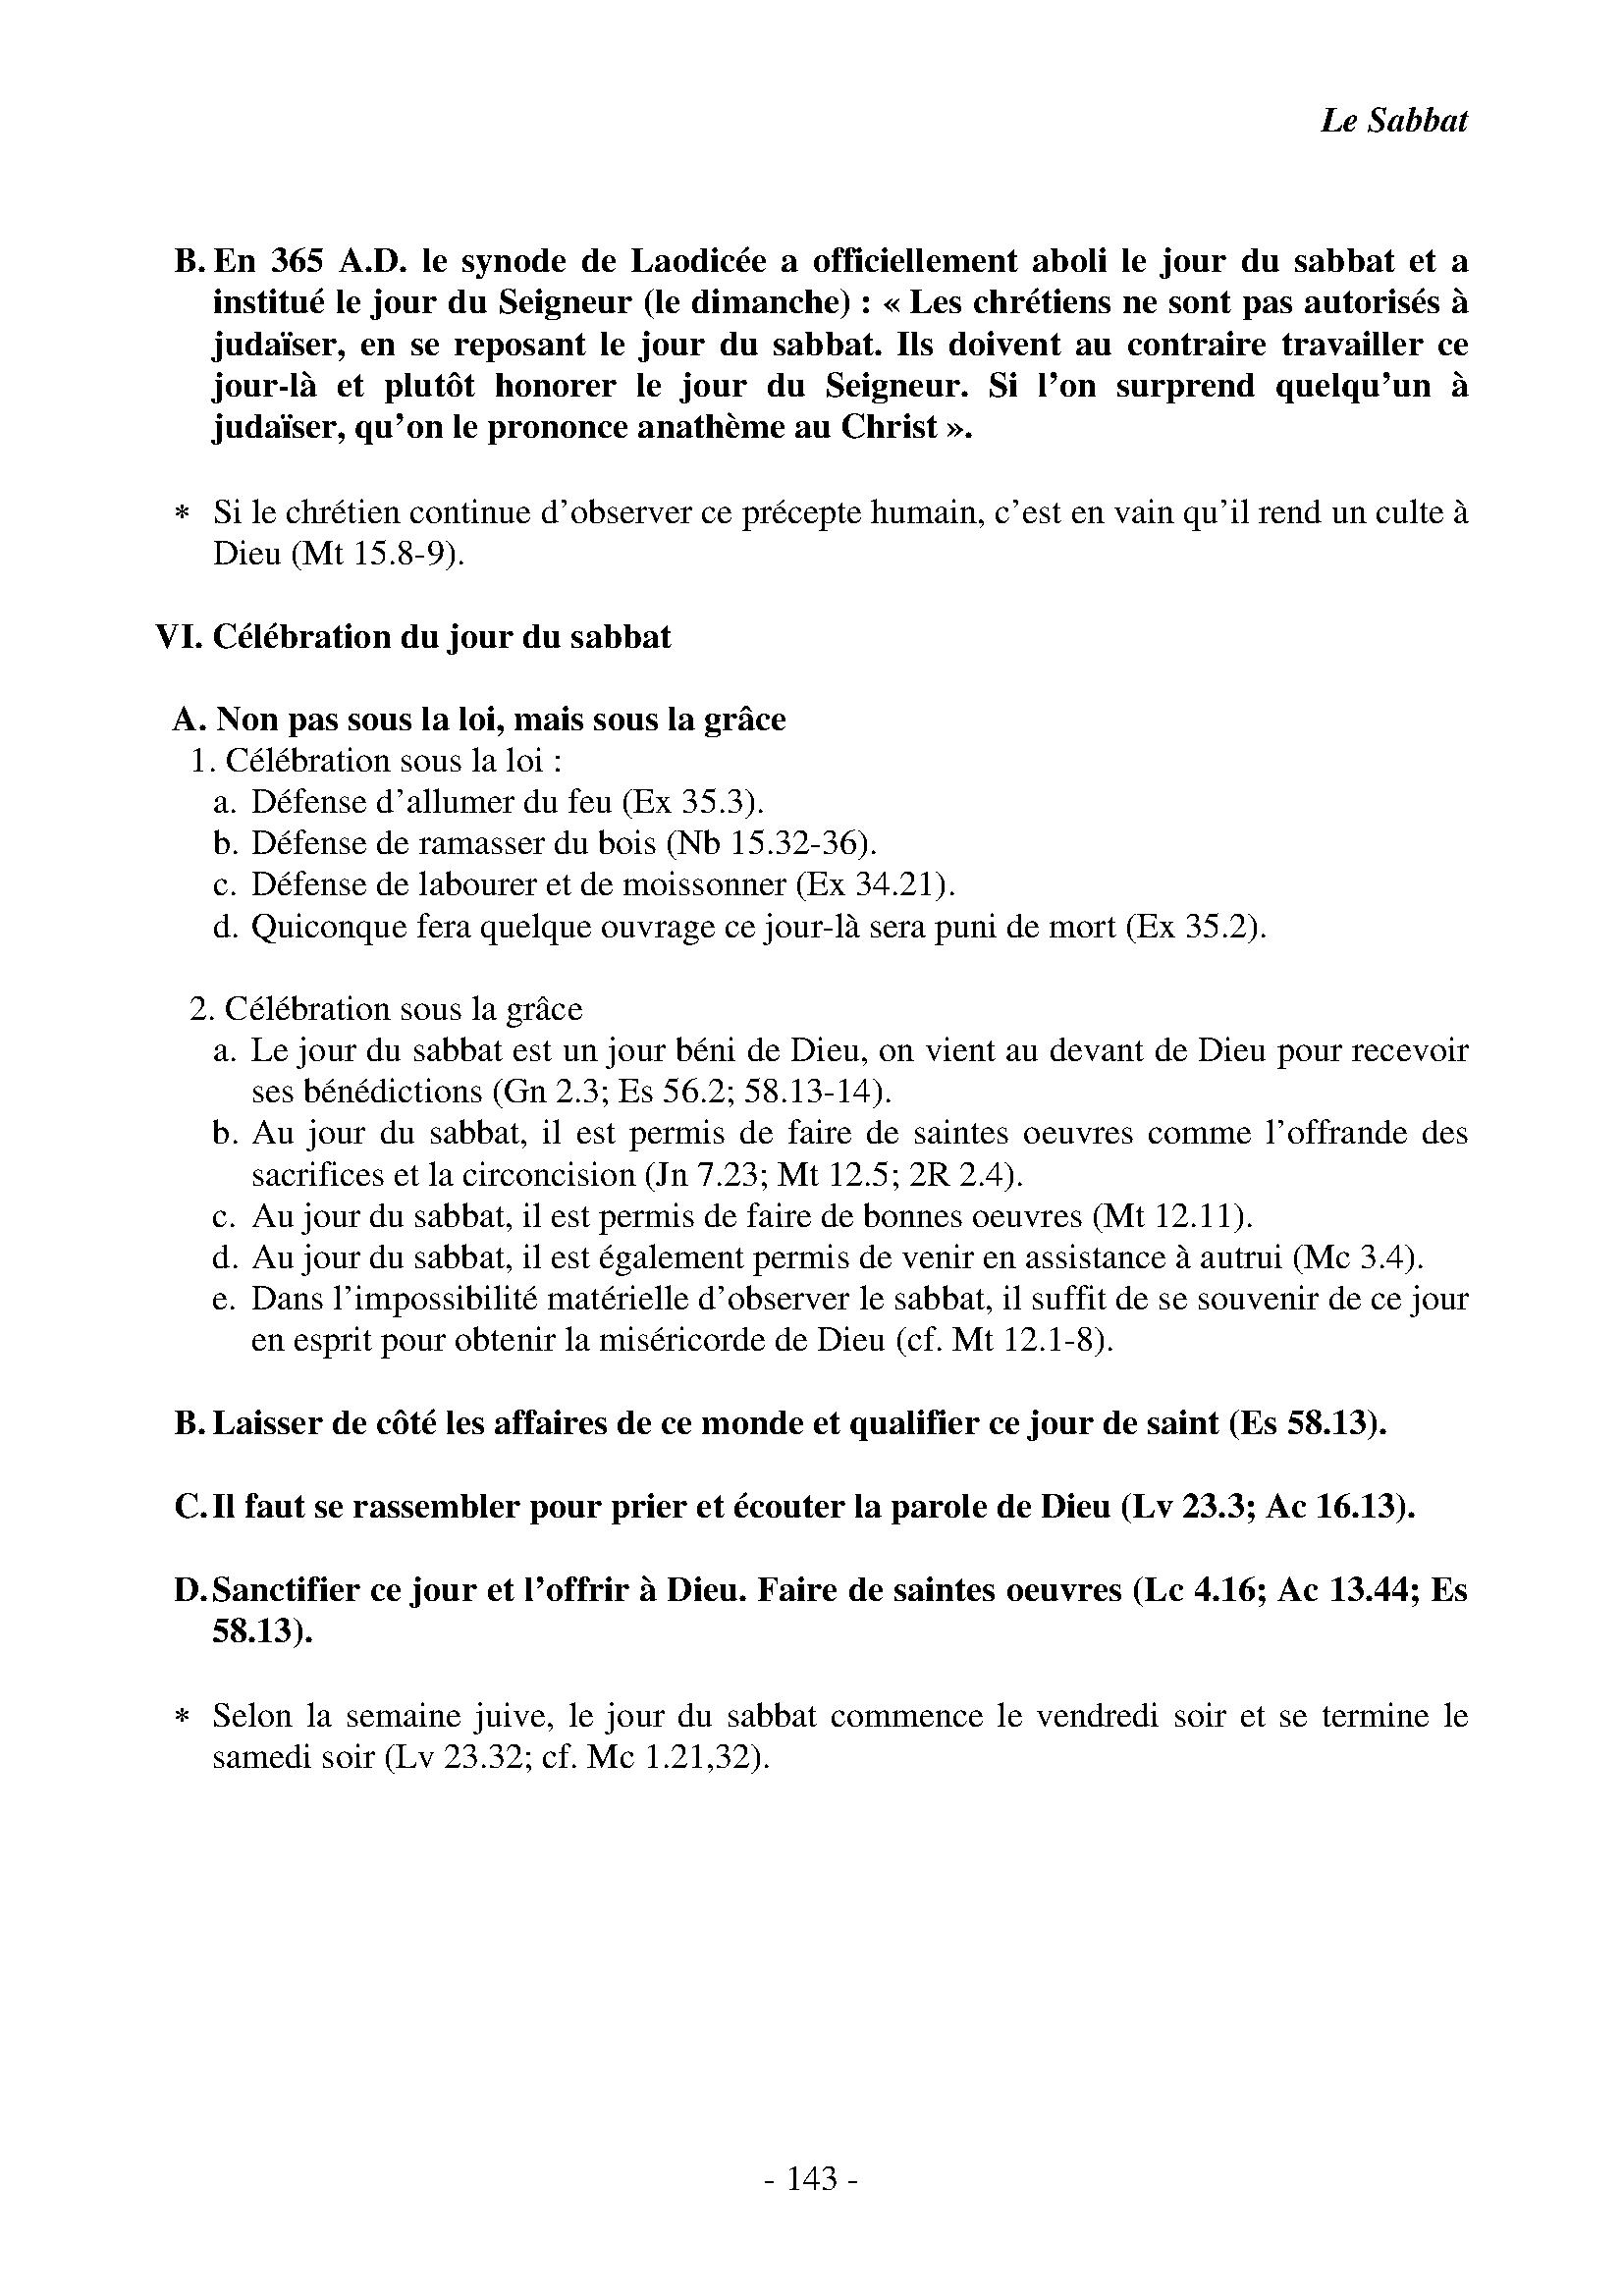 Le Sabbat
B. En 365 A.D. le synode de Laodicée a officiellement aboli le jour du sabbat et a
institué le jour du Seigneur (le dimanche) : « Les chrétiens ne sont pas autorisés à
judaïser, en se reposant le jour du sabbat. Ils doivent au contraire travailler ce
jour-là et plutôt honorer le jour du Seigneur. Si l’on surprend quelqu’un à
judaïser, qu’on le prononce anathème au Christ ».
* Si le chrétien continue d’observer ce précepte humain, c’est en vain qu’il rend un culte à
Dieu (Mt 15.8-9).
VI. Célébration du jour du sabbat
A. Non pas sous la loi, mais sous la grâce
1. Célébration sous la loi :
a. Défense d’allumer du feu (Ex 35.3).
b. Défense de ramasser du bois (Nb 15.32-36).
c. Défense de labourer et de moissonner (Ex 34.21).
d. Quiconque fera quelque ouvrage ce jour-là sera puni de mort (Ex 35.2).
2. Célébration sous la grâce
a. Le jour du sabbat est un jour béni de Dieu, on vient au devant de Dieu pour recevoir
ses bénédictions (Gn 2.3; Es 56.2; 58.13-14).
b. Au jour du sabbat, il est permis de faire de saintes oeuvres comme l’offrande des
sacrifices et la circoncision (Jn 7.23; Mt 12.5; 2R 2.4).
c. Au jour du sabbat, il est permis de faire de bonnes oeuvres (Mt 12.11).
d. Au jour du sabbat, il est également permis de venir en assistance à autrui (Mc 3.4).
e. Dans l’impossibilité matérielle d’observer le sabbat, il suffit de se souvenir de ce jour
en esprit pour obtenir la miséricorde de Dieu (cf. Mt 12.1-8).
B. Laisser de côté les affaires de ce monde et qualifier ce jour de saint (Es 58.13).
C. Il faut se rassembler pour prier et écouter la parole de Dieu (Lv 23.3; Ac 16.13).
D. Sanctifier ce jour et l’offrir à Dieu. Faire de saintes oeuvres (Lc 4.16; Ac 13.44; Es
58.13).
* Selon la semaine juive, le jour du sabbat commence le vendredi soir et se termine le
samedi soir (Lv 23.32; cf. Mc 1.21,32).
- 143 -